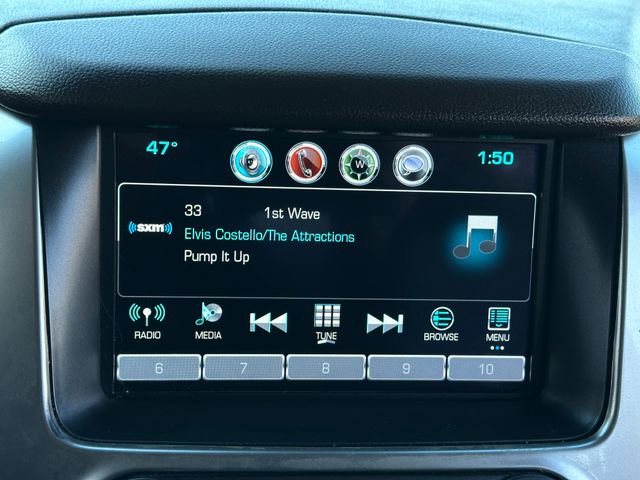 47° W 1:50
33 1st Wave
sxm
Elvis Costello/The Attractions
Pump It Up
RADIO MEDIA TUNE BROWSE MENU
6 7 8 9 10